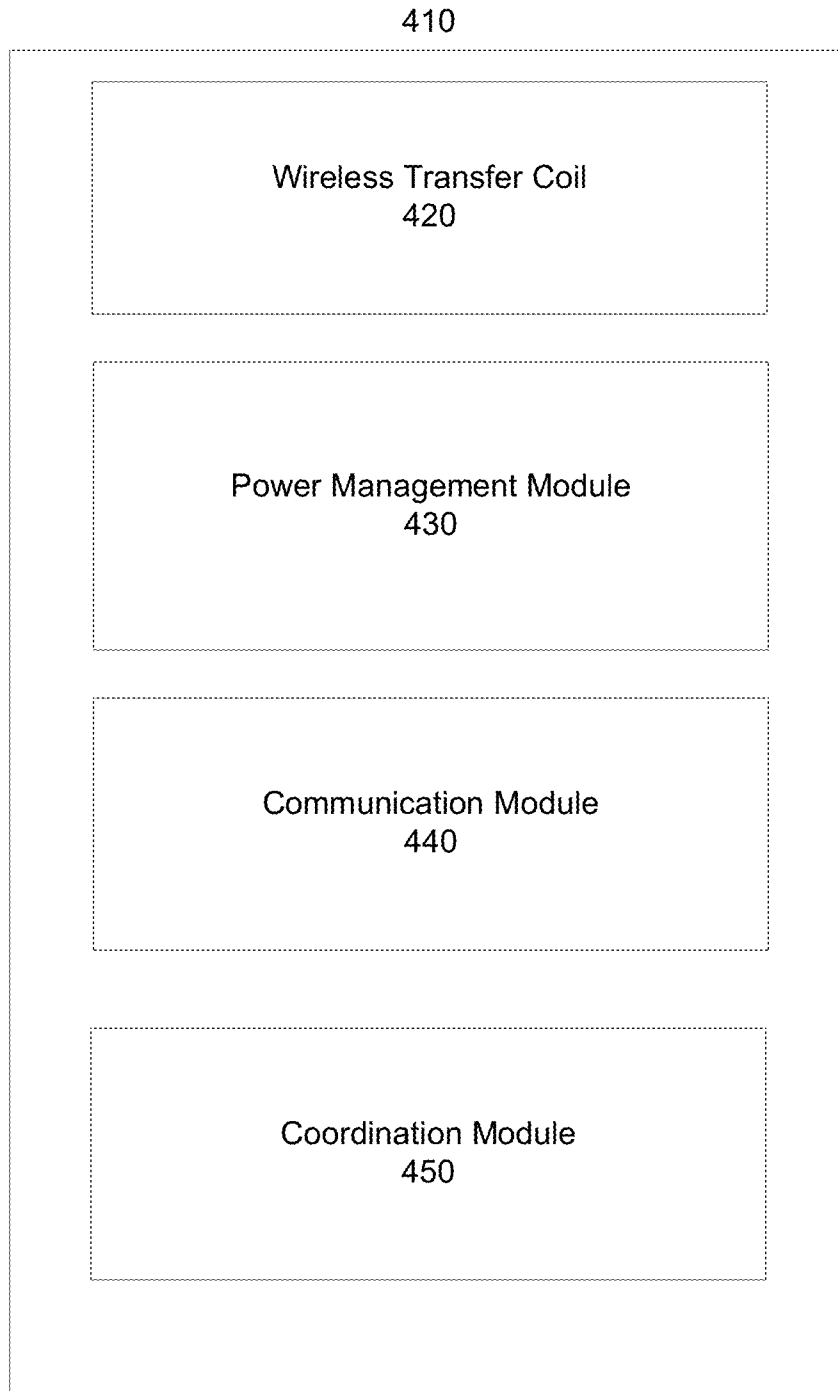 410
Wireless Transfer Coil
420
Power Management Module
430
Communication Module
440
Coordination Module
450